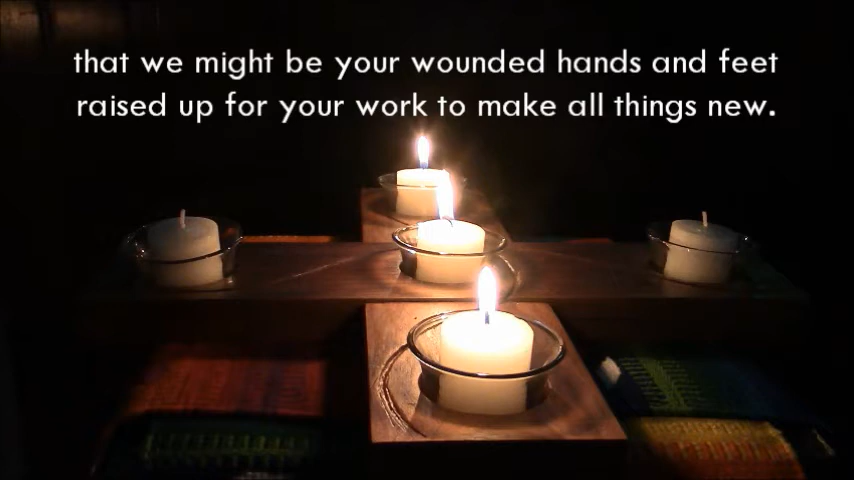 that we might be your wounded hands and feet
raised up for your work to make all things new.